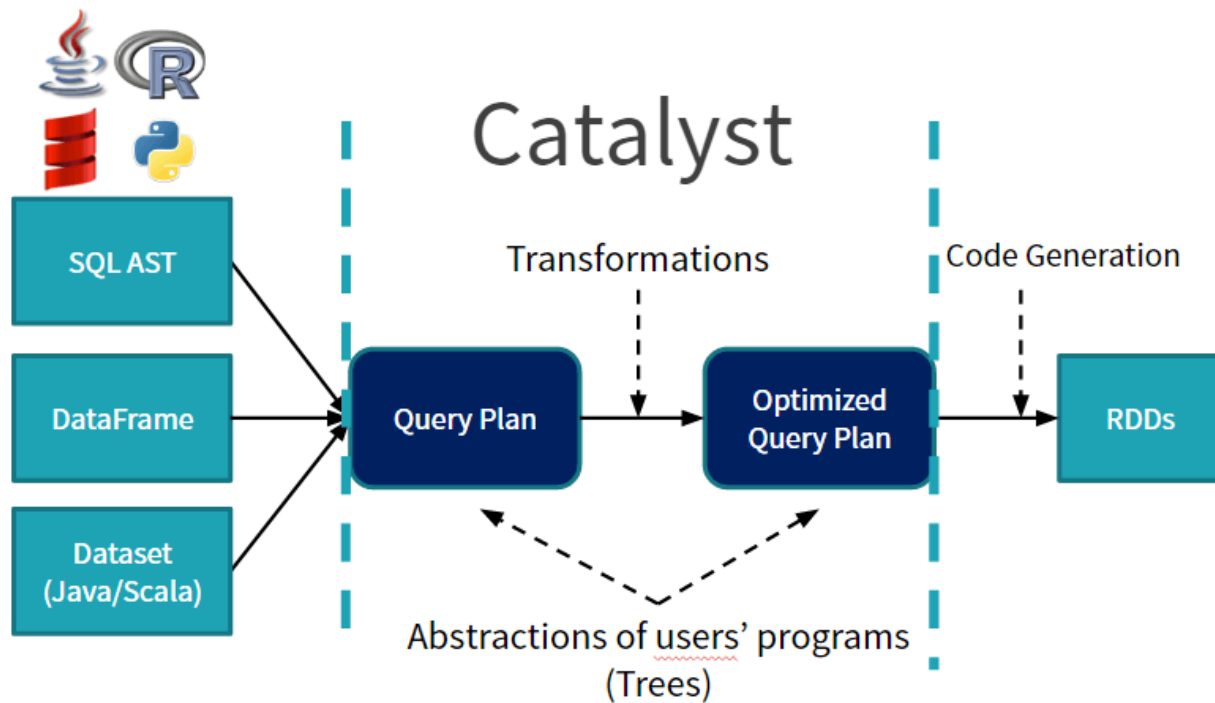 R
Catalyst
SQL AST
Transformations
Code Generation
DataFrame
Query Plan
Optimized
Query Plan
RDDs
Dataset
(Java/Scala)
Abstractions of users’ programs
(Trees)